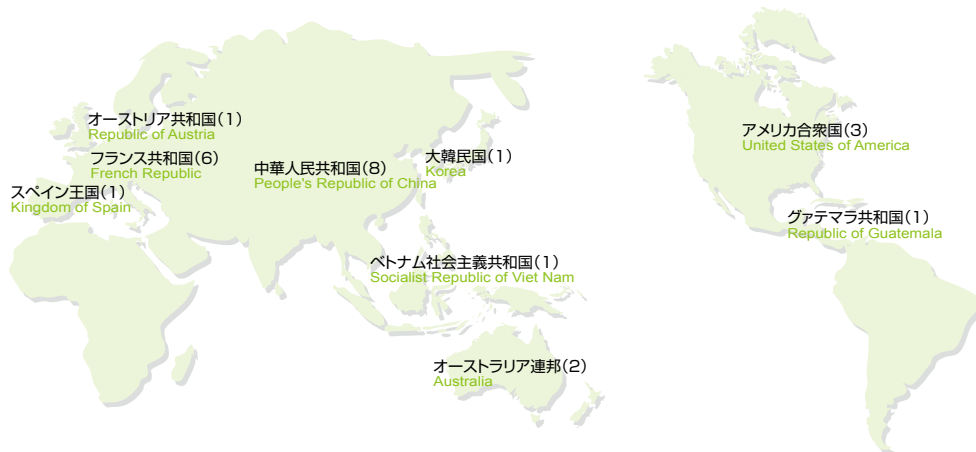 オーストリア共和国(1)
Republic of Austria
フランス共和国(6)
French Republic
スペイン王国(1)
Kingdom of Spain
中華人民共和国(8)
People's Republic of China
大韓民国(1)
Korea
ベトナム社会主義共和国(1)
Socialist Republic of Viet Nam
オーストラリア連邦(2)
Australia
アメリカ合衆国(3)
United States of America
グァテマラ共和国(1)
Republic of Guatemala